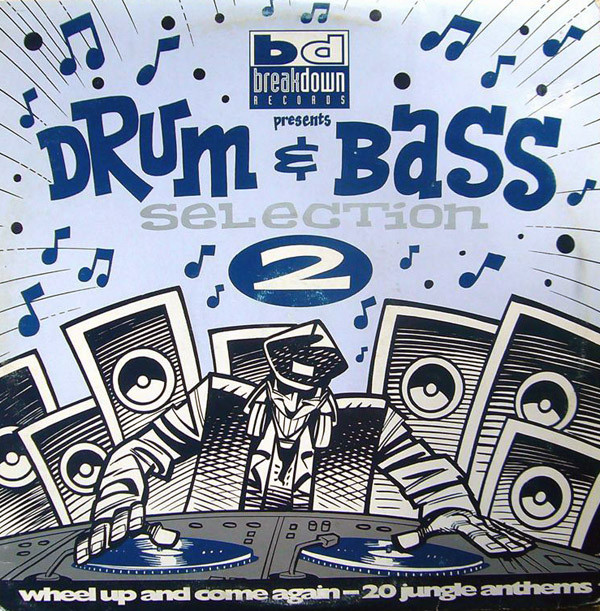 bd
breakdown
RECORDS
presents
DRUM & BASS
SELECTION
2
wheel up and come again – 20 jungle anthems